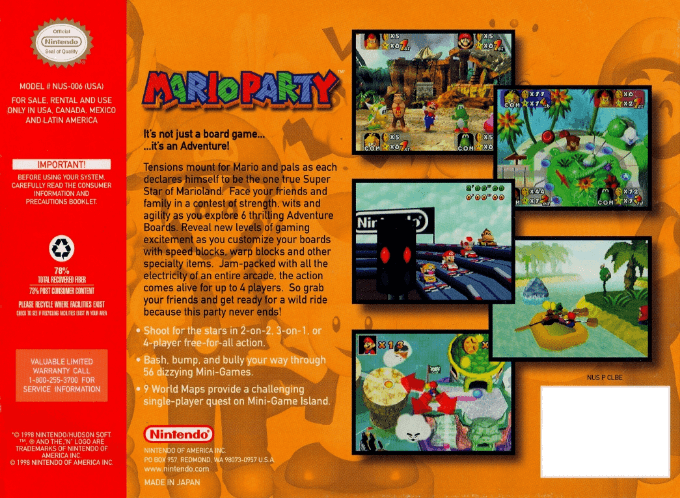 Official
Nintendo
Seal of Quality
MODEL # NUS-006 (USA)
FOR SALE, RENTAL AND USE
ONLY IN USA, CANADA, MEXICO
AND LATIN AMERICA
IMPORTANT!
BEFORE USING YOUR SYSTEM,
CAREFULLY READ THE CONSUMER
INFORMATION AND
PRECAUTIONS BOOKLET.
78%
TOTAL RECOVERED FIBER
72% POST CONSUMER CONTENT
PLEASE RECYCLE WHERE FACILITIES EXIST
VALUABLE LIMITED
WARRANTY CALL
1-800-255-3700 FOR
SERVICE INFORMATION
© 1998 NINTENDO/HUDSON SOFT
TM, ® AND THE "N" LOGO ARE
TRADEMARKS OF NINTENDO OF
AMERICA INC.
© 1998 NINTENDO OF AMERICA INC.
MARIO PARTY
It's not just a board game...
...it's an Adventure!
Tensions mount for Mario and pals as each
declares himself to be the one true Super
Star of Marioland. Face your friends and
family in a contest of strength, wits and
agility as you explore 6 thrilling Adventure
Boards. Reveal new levels of gaming
excitement as you customize your boards
with speed blocks, warp blocks and other
specialty items. Jam-packed with all the
electricity of an entire arcade, the action
comes alive for up to 4 players. So grab
your friends and get ready for a wild ride
because this party never ends!
• Shoot for the stars in 2-on-2, 3-on-1, or
4-player free-for-all action.
• Bash, bump, and bully your way through
56 dizzying Mini-Games.
• 9 World Maps provide a challenging
single-player quest on Mini-Game Island.
Nintendo
NINTENDO OF AMERICA INC.
PO BOX 957, REDMOND, WA 98073-0957 U.S.A.
www.nintendo.com
MADE IN JAPAN
NUS P CLBE